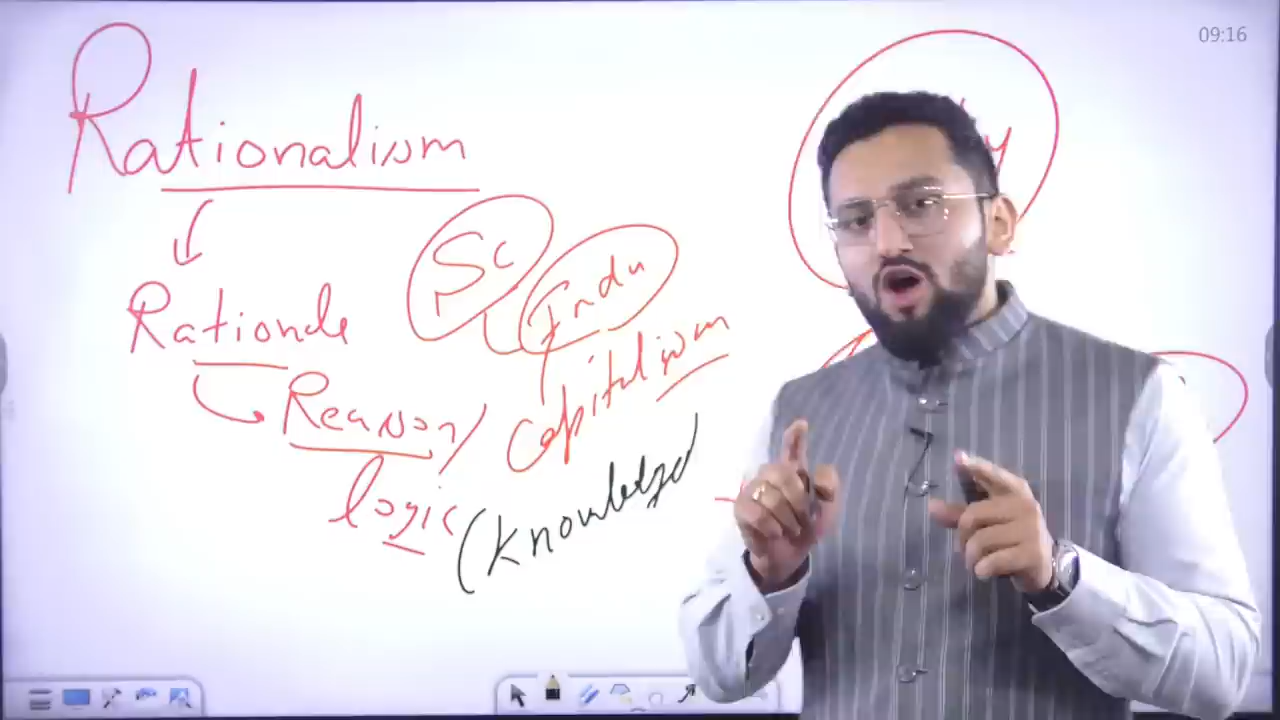 09:16
Rationalism
Rationale
Sc
Indu
Reason/
Capitalism
logic
(knowledge